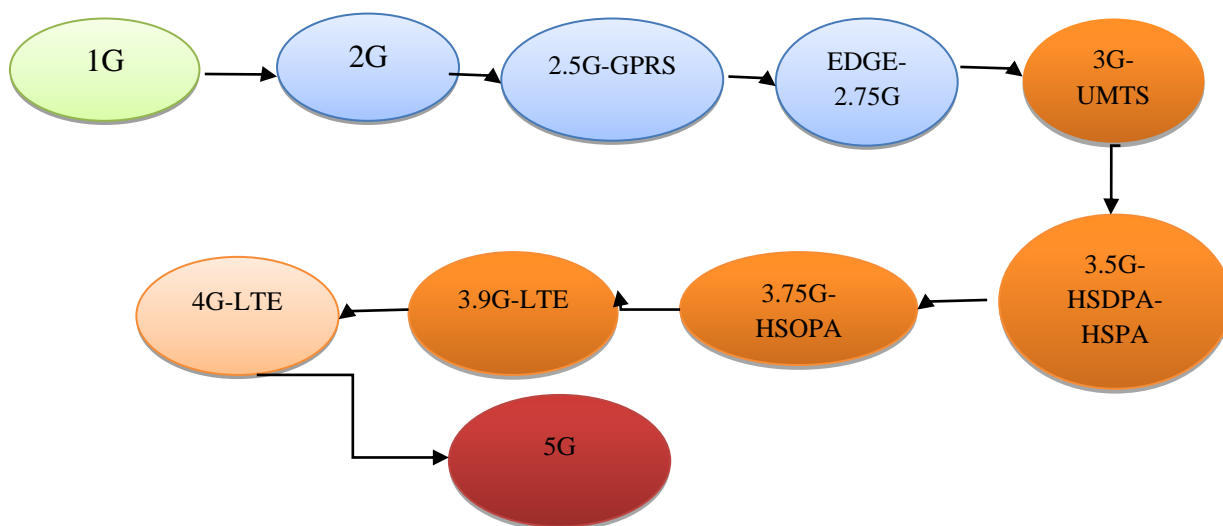 1G
2G
2.5G-GPRS
EDGE-
2.75G
3G-
UMTS
3.5G-
HSDPA-
HSPA
3.75G-
HSOPA
3.9G-LTE
4G-LTE
5G